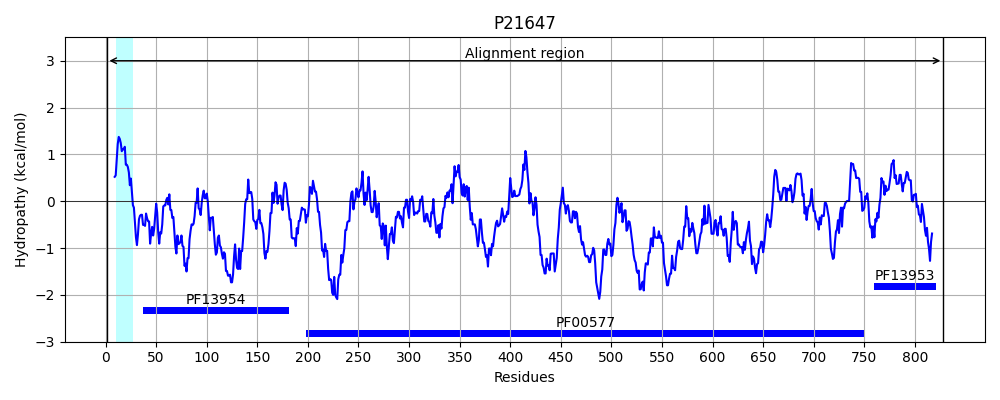 P21647
Alignment region
3
2
1
0
−1
−2
−3
Hydropathy (kcal/mol)
PF13953
PF13954
PF00577
0 50 100 150 200 250 300 350 400 450 500 550 600 650 700 750 800
Residues